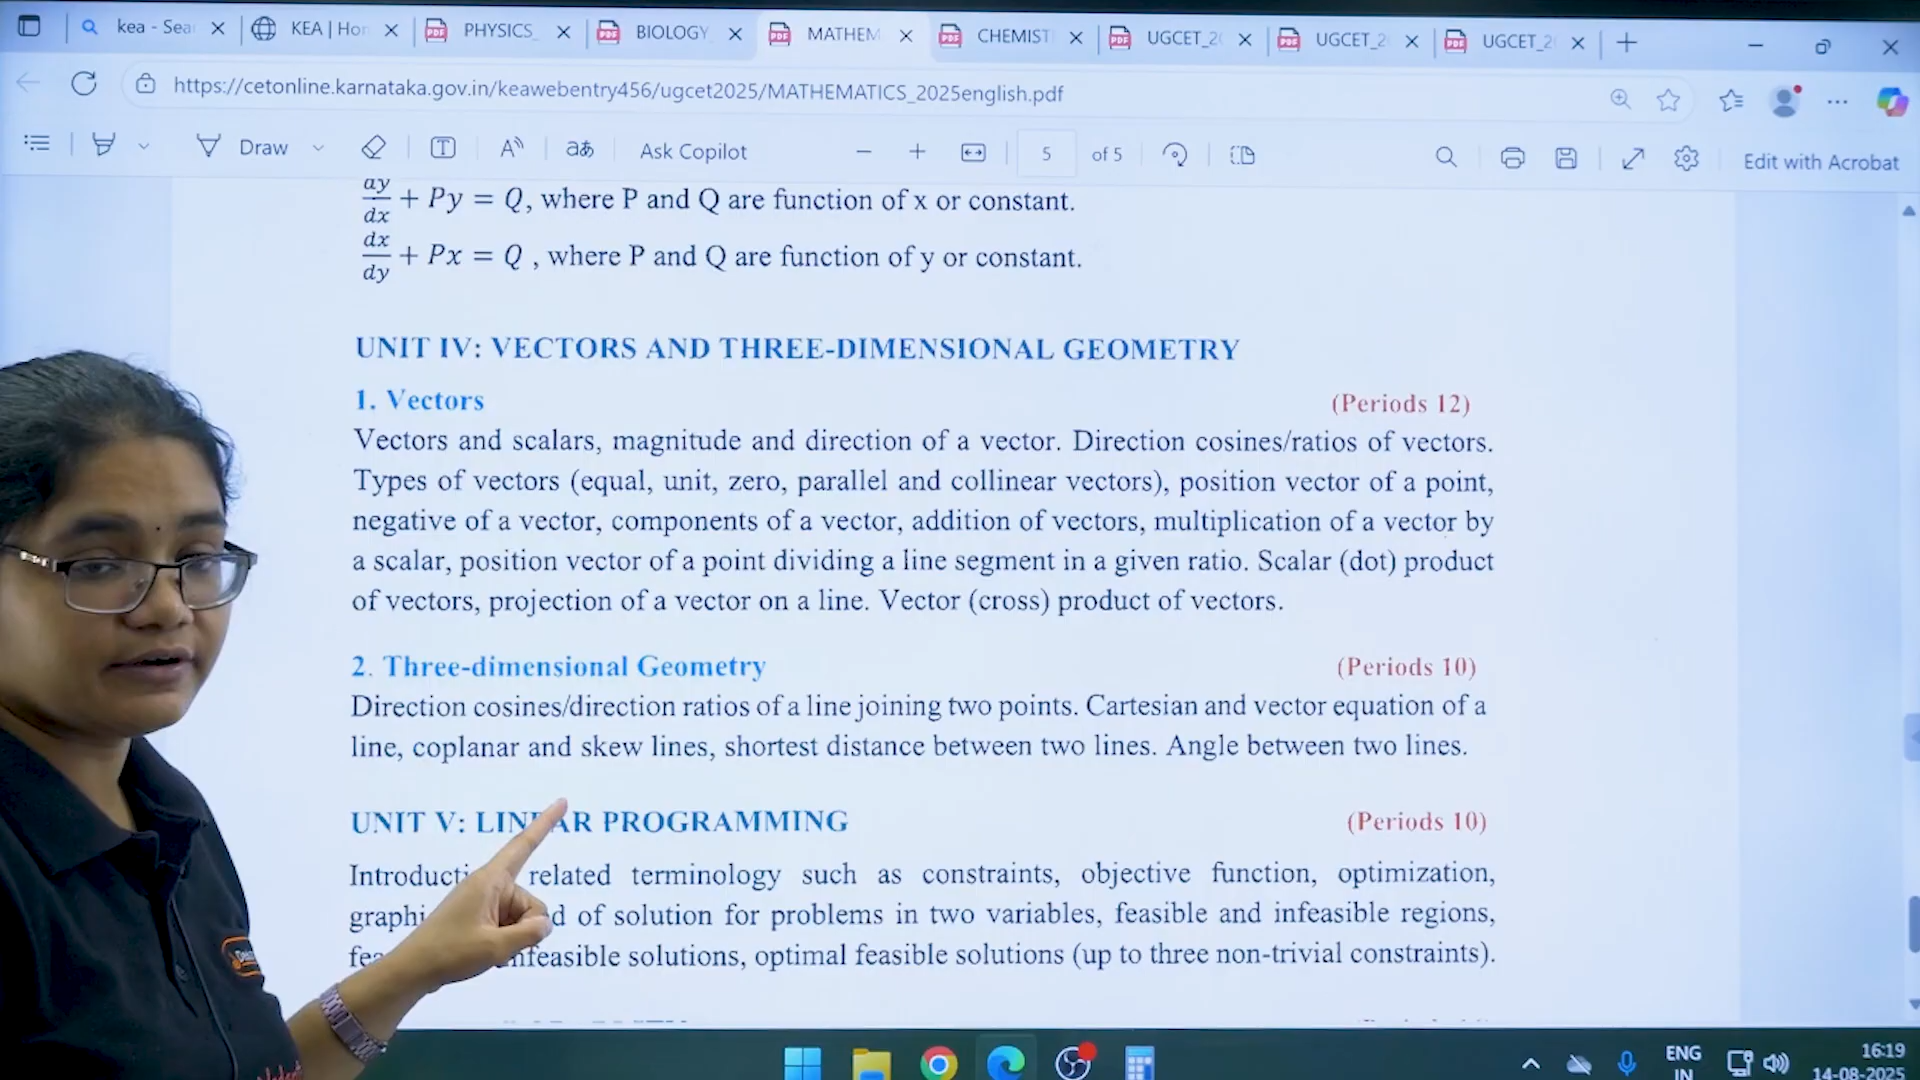 kea - Sea
KEA | Hor
PHYSICS_
BIOLOGY
MATHEM
CHEMIST
UGCET_2
UGCET_2
UGCET_2
https://cetonline.karnataka.gov.in/keawebentry456/ugcet2025/MATHEMATICS_2025english.pdf
Draw
aあ
Ask Copilot
5 of 5
Edit with Acrobat
dy/dx + Py = Q, where P and Q are function of x or constant.
dx/dy + Px = Q , where P and Q are function of y or constant.
UNIT IV: VECTORS AND THREE-DIMENSIONAL GEOMETRY
1. Vectors (Periods 12)
Vectors and scalars, magnitude and direction of a vector. Direction cosines/ratios of vectors.
Types of vectors (equal, unit, zero, parallel and collinear vectors), position vector of a point,
negative of a vector, components of a vector, addition of vectors, multiplication of a vector by
a scalar, position vector of a point dividing a line segment in a given ratio. Scalar (dot) product
of vectors, projection of a vector on a line. Vector (cross) product of vectors.
2. Three-dimensional Geometry (Periods 10)
Direction cosines/direction ratios of a line joining two points. Cartesian and vector equation of a
line, coplanar and skew lines, shortest distance between two lines. Angle between two lines.
UNIT V: LINEAR PROGRAMMING (Periods 10)
Introducti related terminology such as constraints, objective function, optimization,
graphi d of solution for problems in two variables, feasible and infeasible regions,
fea nfeasible solutions, optimal feasible solutions (up to three non-trivial constraints).
ENG
IN
16:19
14-08-2025